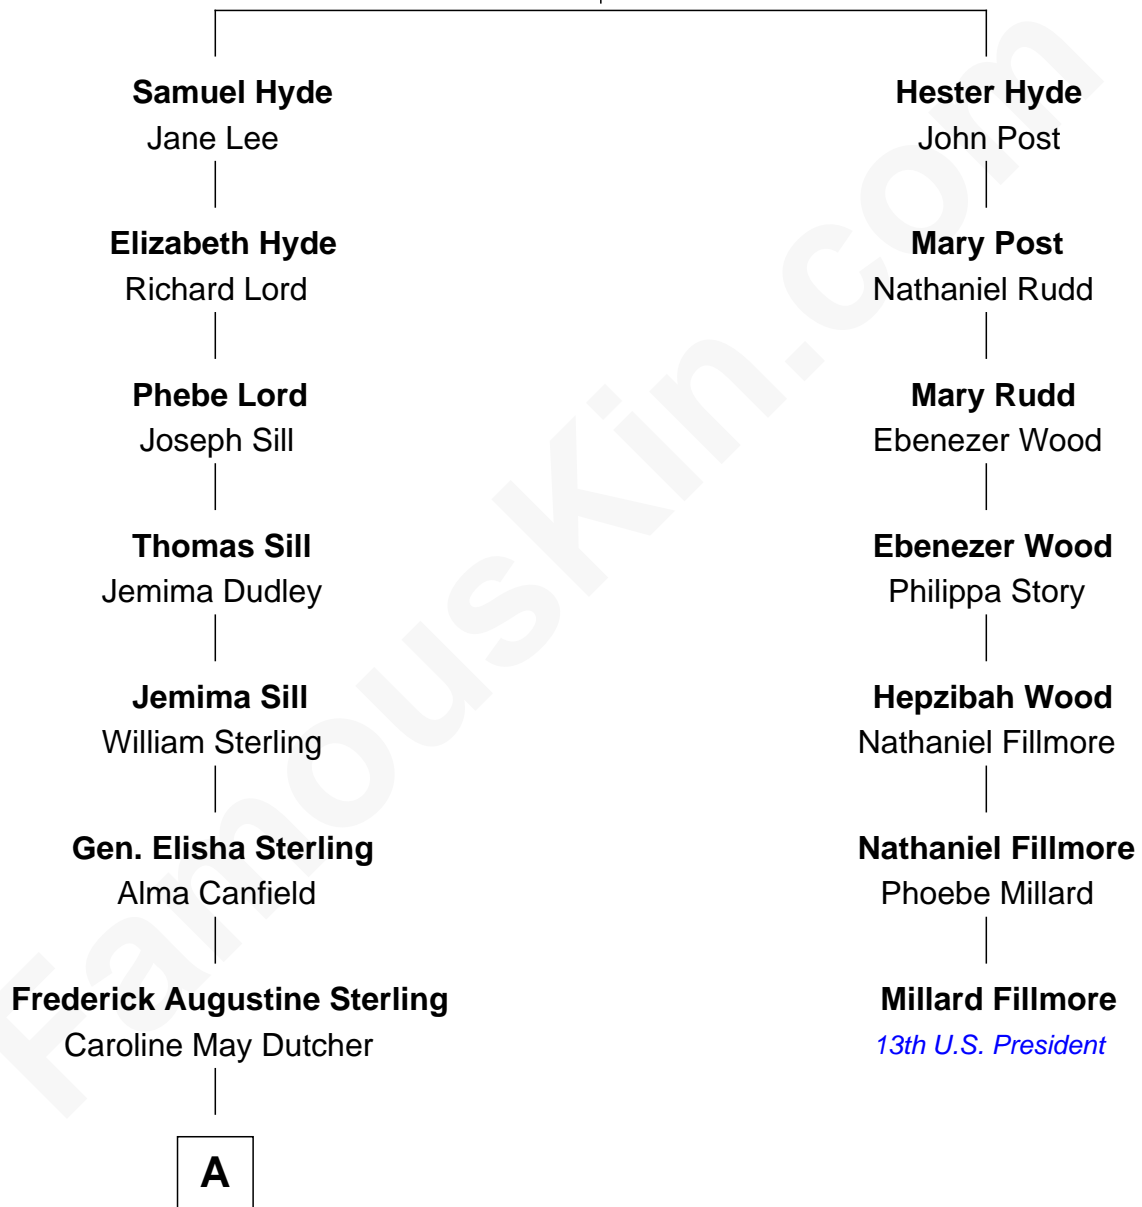 Samuel Hyde
Jane Lee
Hester Hyde
John Post
Elizabeth Hyde
Richard Lord
Mary Post
Nathaniel Rudd
Phebe Lord
Joseph Sill
Mary Rudd
Ebenezer Wood
Thomas Sill
Jemima Dudley
Ebenezer Wood
Philippa Story
Jemima Sill
William Sterling
Hepzibah Wood
Nathaniel Fillmore
Gen. Elisha Sterling
Alma Canfield
Nathaniel Fillmore
Phoebe Millard
Frederick Augustine Sterling
Caroline May Dutcher
Millard Fillmore
13th U.S. President
A
FamousKin.com